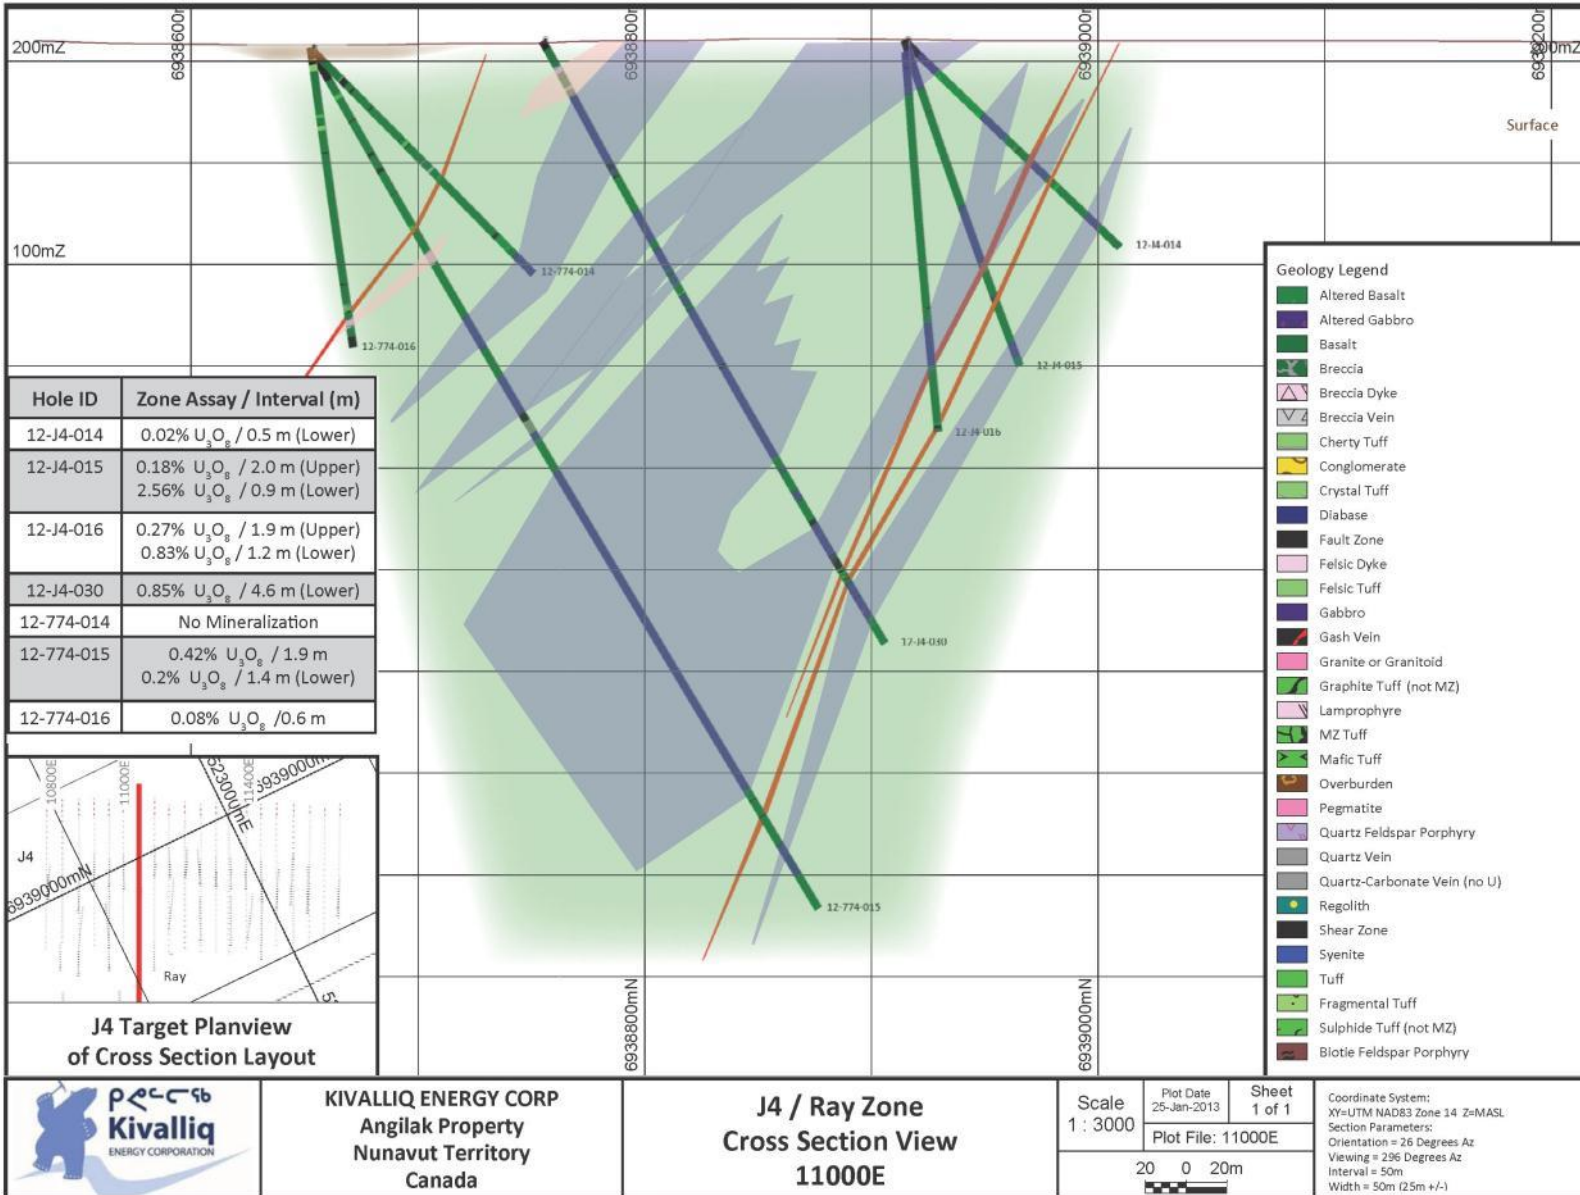 6938600mN
6938800mN
6939000mN
6939200mN
200mZ
200mZ
Surface
100mZ
12-774-014
12-J4-014
12-774-016
12-J4-015
12-J4-016
12-J4-030
12-774-015
6938800mN
6939000mN
Hole ID Zone Assay / Interval (m)
12-J4-014 0.02% U3O8 / 0.5 m (Lower)
12-J4-015 0.18% U3O8 / 2.0 m (Upper)
2.56% U3O8 / 0.9 m (Lower)
12-J4-016 0.27% U3O8 / 1.9 m (Upper)
0.83% U3O8 / 1.2 m (Lower)
12-J4-030 0.85% U3O8 / 4.6 m (Lower)
12-774-014 No Mineralization
12-774-015 0.42% U3O8 / 1.9 m
0.2% U3O8 / 1.4 m (Lower)
12-774-016 0.08% U3O8 /0.6 m
Geology Legend
Altered Basalt
Altered Gabbro
Basalt
Breccia
Breccia Dyke
Breccia Vein
Cherty Tuff
Conglomerate
Crystal Tuff
Diabase
Fault Zone
Felsic Dyke
Felsic Tuff
Gabbro
Gash Vein
Granite or Granitoid
Graphite Tuff (not MZ)
Lamprophyre
MZ Tuff
Mafic Tuff
Overburden
Pegmatite
Quartz Feldspar Porphyry
Quartz Vein
Quartz-Carbonate Vein (no U)
Regolith
Shear Zone
Syenite
Tuff
Fragmental Tuff
Sulphide Tuff (not MZ)
Biotie Feldspar Porphyry
10800E
11000E
11400E
6939000mN
J4
6939000mN
Ray
J4 Target Planview
of Cross Section Layout
ᑭᕙᓪᓕᖅ
Kivalliq
ENERGY CORPORATION
KIVALLIQ ENERGY CORP
Angilak Property
Nunavut Territory
Canada
J4 / Ray Zone
Cross Section View
11000E
Scale
1 : 3000
Plot Date
25-Jan-2013
Sheet
1 of 1
Plot File: 11000E
20 0 20m
Coordinate System:
XY=UTM NAD83 Zone 14 Z=MASL
Section Parameters:
Orientation = 26 Degrees Az
Viewing = 296 Degrees Az
Interval = 50m
Width = 50m (25m +/-)